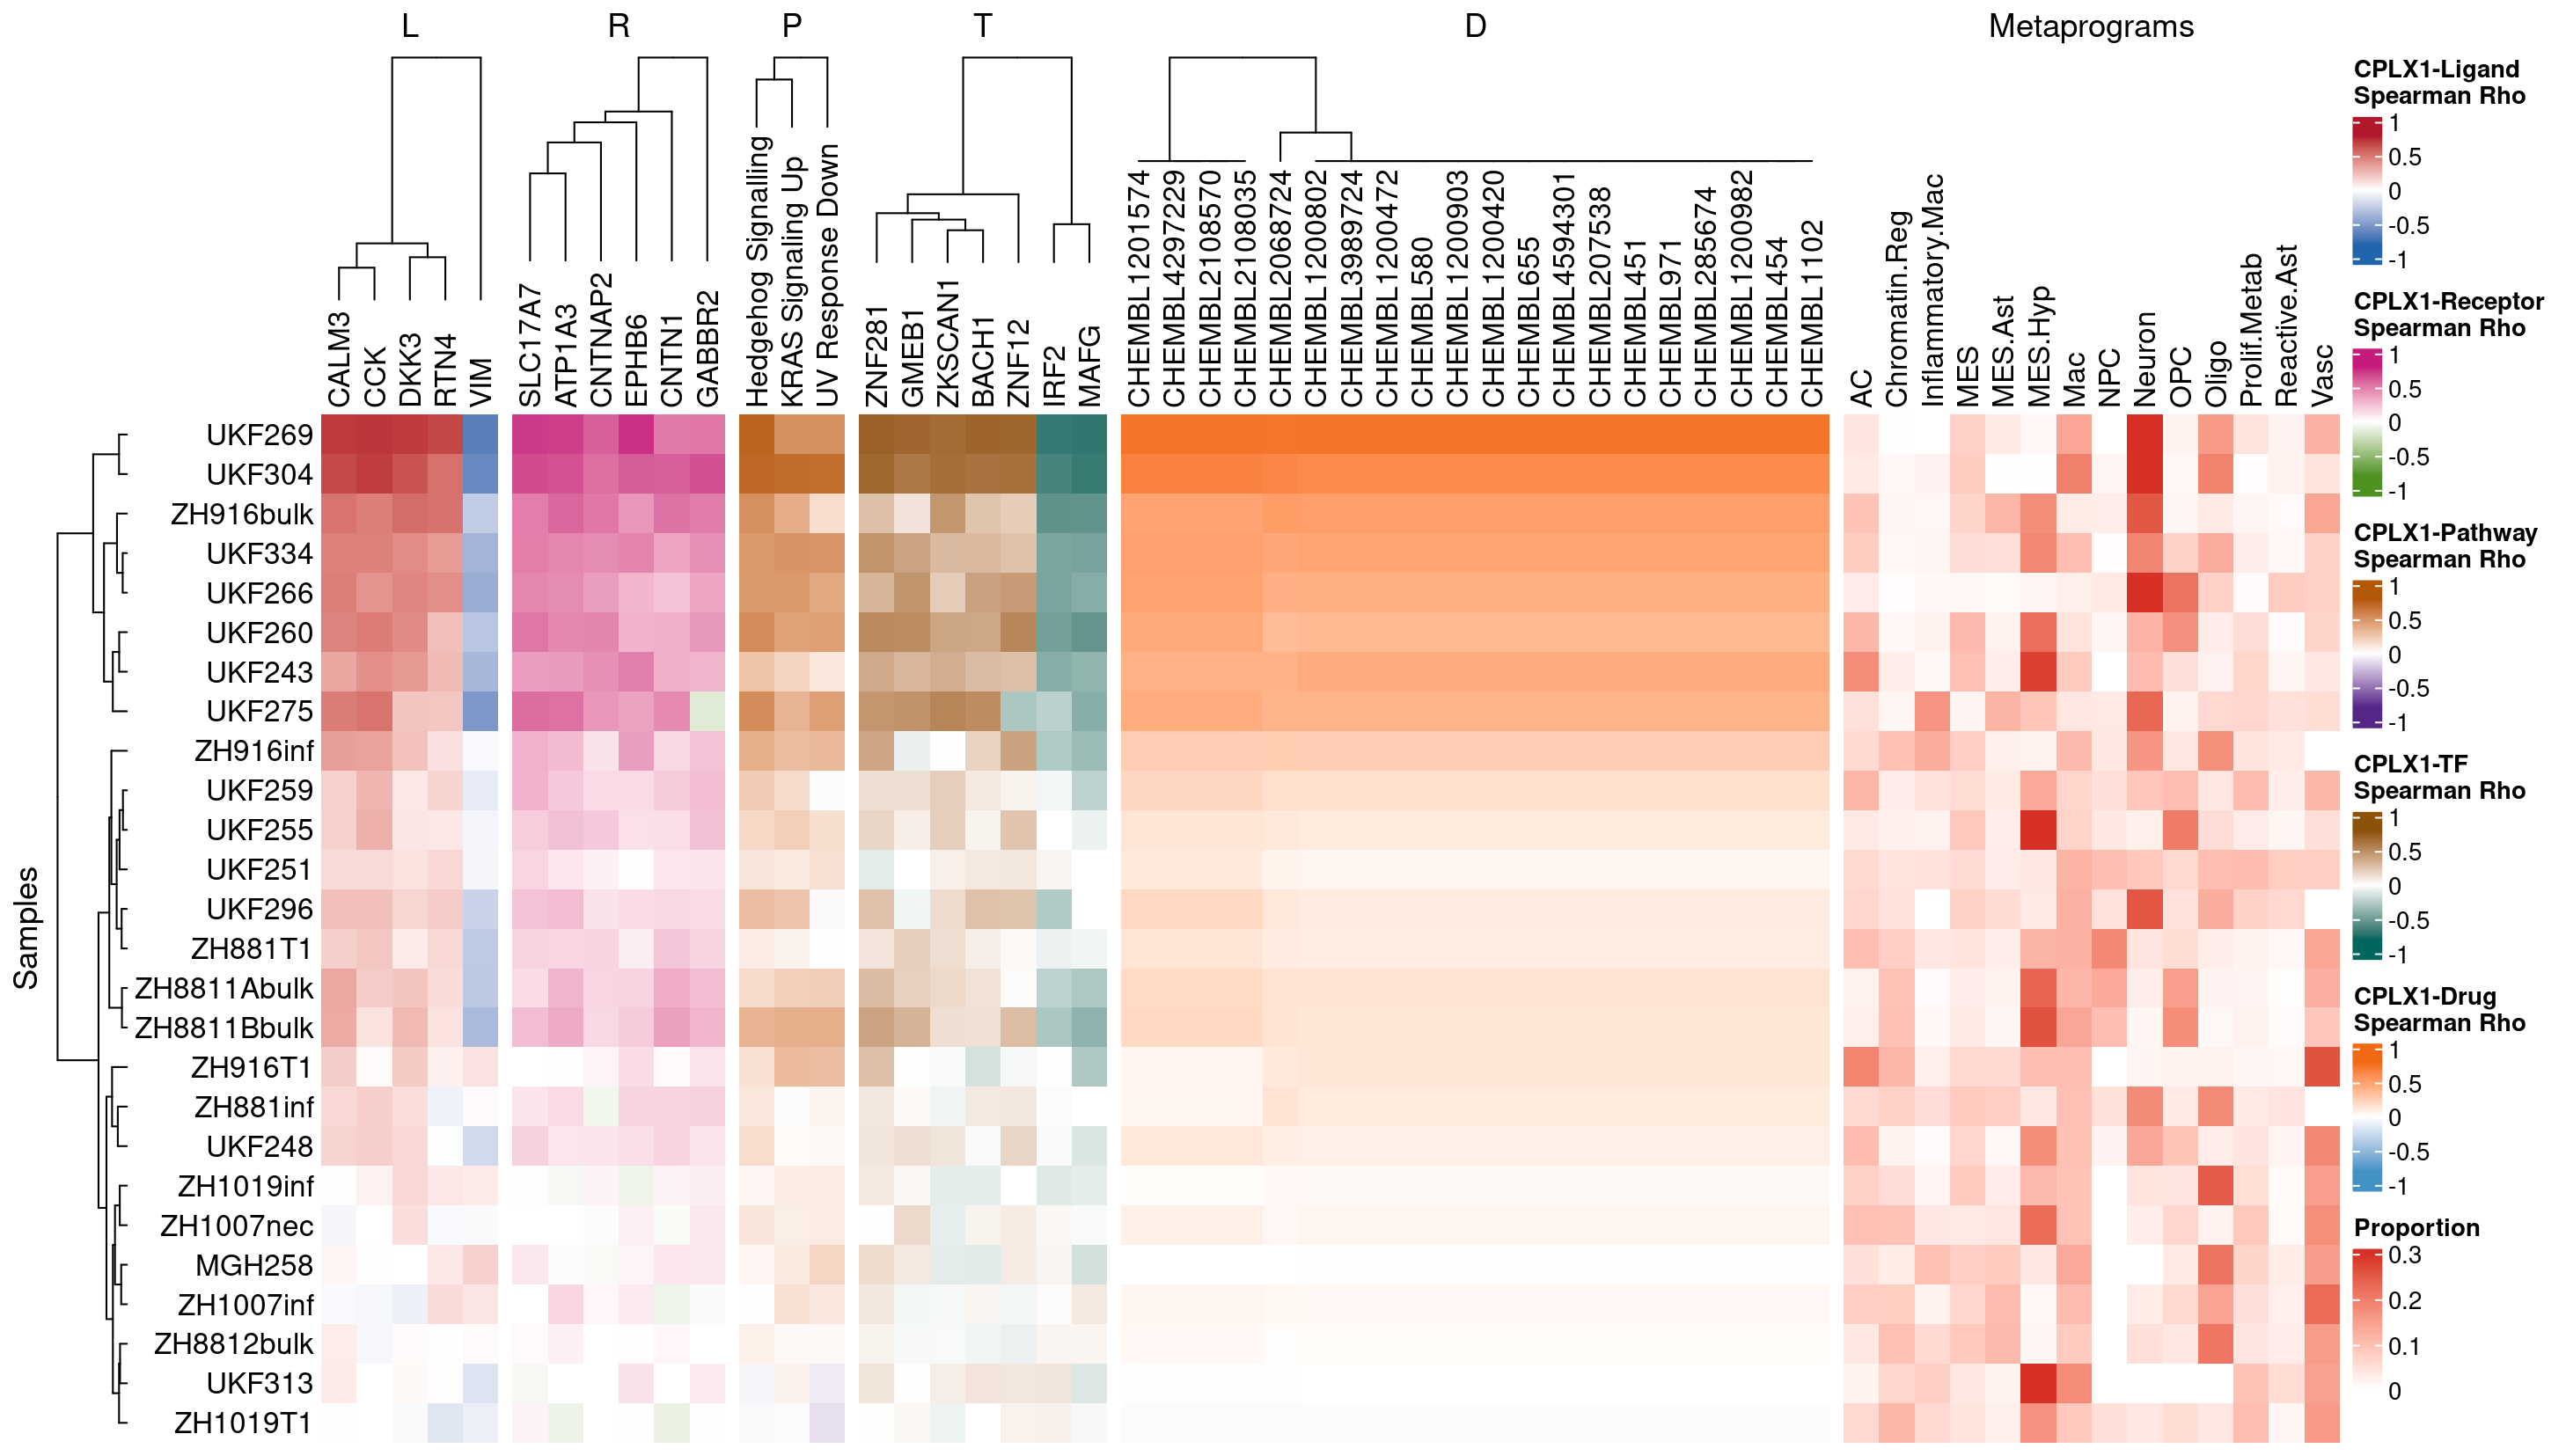 L R P T D Metaprograms
CALM3
CCK
DKK3
RTN4
VIM
SLC17A7
ATP1A3
CNTNAP2
EPHB6
CNTN1
GABBR2
Hedgehog Signalling
KRAS Signaling Up
UV Response Down
ZNF281
GMEB1
ZKSCAN1
BACH1
ZNF12
IRF2
MAFG
CHEMBL1201574
CHEMBL4297229
CHEMBL2108570
CHEMBL2108035
CHEMBL2068724
CHEMBL1200802
CHEMBL3989724
CHEMBL1200472
CHEMBL580
CHEMBL1200903
CHEMBL1200420
CHEMBL655
CHEMBL4594301
CHEMBL207538
CHEMBL451
CHEMBL971
CHEMBL285674
CHEMBL1200982
CHEMBL454
CHEMBL1102
AC
Chromatin.Reg
Inflammatory.Mac
MES
MES.Ast
MES.Hyp
Mac
NPC
Neuron
OPC
Oligo
Prolif.Metab
Reactive.Ast
Vasc
Samples
UKF269
UKF304
ZH916bulk
UKF334
UKF266
UKF260
UKF243
UKF275
ZH916inf
UKF259
UKF255
UKF251
UKF296
ZH881T1
ZH8811Abulk
ZH8811Bbulk
ZH916T1
ZH881inf
UKF248
ZH1019inf
ZH1007nec
MGH258
ZH1007inf
ZH8812bulk
UKF313
ZH1019T1
CPLX1-Ligand
Spearman Rho
1
0.5
0
-0.5
-1
CPLX1-Receptor
Spearman Rho
1
0.5
0
-0.5
-1
CPLX1-Pathway
Spearman Rho
1
0.5
0
-0.5
-1
CPLX1-TF
Spearman Rho
1
0.5
0
-0.5
-1
CPLX1-Drug
Spearman Rho
1
0.5
0
-0.5
-1
Proportion
0.3
0.2
0.1
0